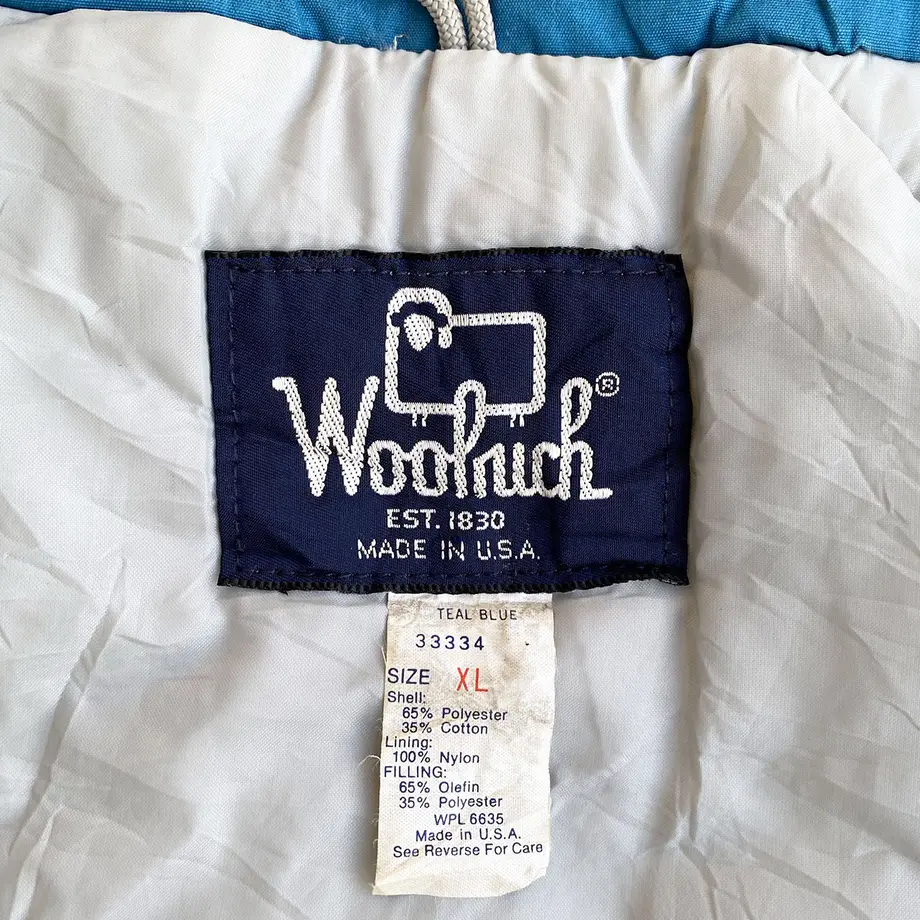 Woolrich®
EST. 1830
MADE IN U.S.A.
TEAL BLUE
33334
SIZE XL
Shell:
65% Polyester
35% Cotton
Lining:
100% Nylon
FILLING:
65% Olefin
35% Polyester
WPL 6635
Made in U.S.A.
See Reverse For Care